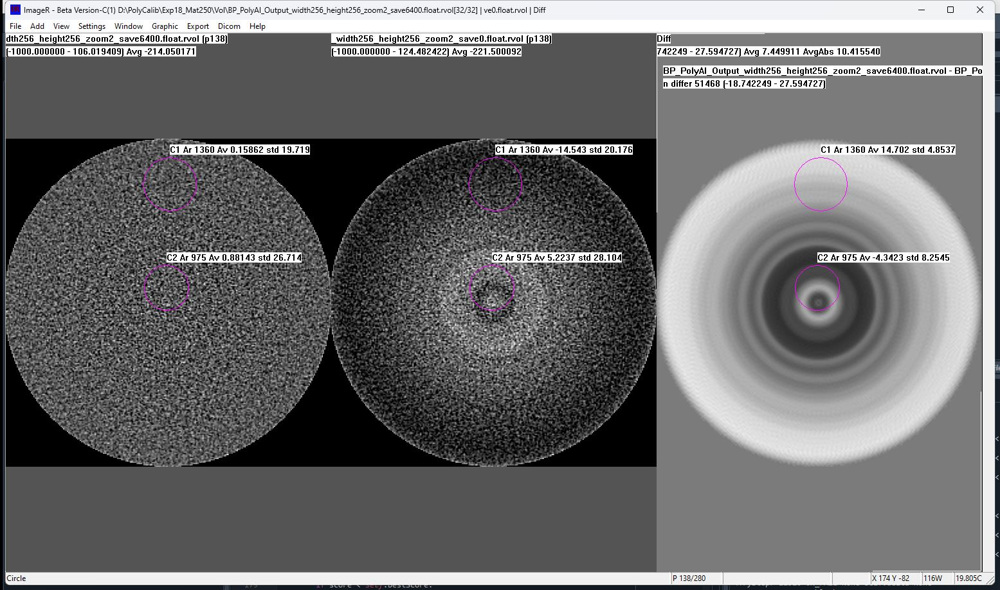 ImageR - Beta Version-C(1) D:\PolyCalib\Exp18_Mat250\Vol\BP_PolyAI_Output_width256_height256_zoom2_save6400.float.rvol[32/32] | ve0.float.rvol | Diff
File Add View Settings Window Graphic Export Dicom Help
dth256_height256_zoom2_save6400.float.rvol (p138)
(-1000.000000 - 106.019409) Avg -214.050171
_width256_height256_zoom2_save0.float.rvol (p138)
(-1000.000000 - 124.482422) Avg -221.500092
Diff
742249 - 27.594727) Avg 7.449911 AvgAbs 10.415540
BP_PolyAI_Output_width256_height256_zoom2_save6400.float.rvol - BP_Po
n differ 51468 (-18.742249 - 27.594727)
C1 Ar 1360 Av 0.15862 std 19.719
C1 Ar 1360 Av -14.543 std 20.176
C1 Ar 1360 Av 14.702 std 4.8537
C2 Ar 975 Av 0.88143 std 26.714
C2 Ar 975 Av 5.2237 std 28.104
C2 Ar 975 Av -4.3423 std 8.2545
Circle
P 138/280
X 174 Y -82
116W
19.805C